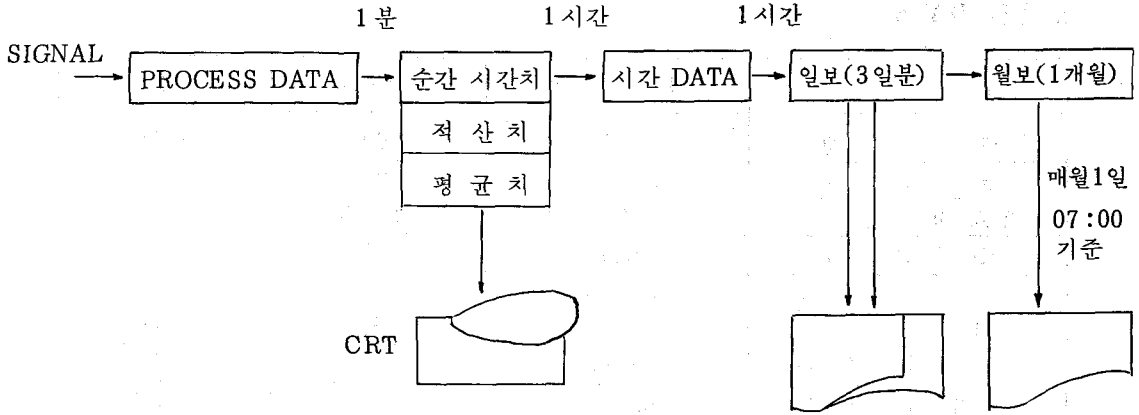 1분 1시간 1시간
SIGNAL
PROCESS DATA 순간 시간치 시간 DATA 일보(3일분) 월보(1개월)
적 산 치
평 균 치
매월1일
07:00
기준
CRT